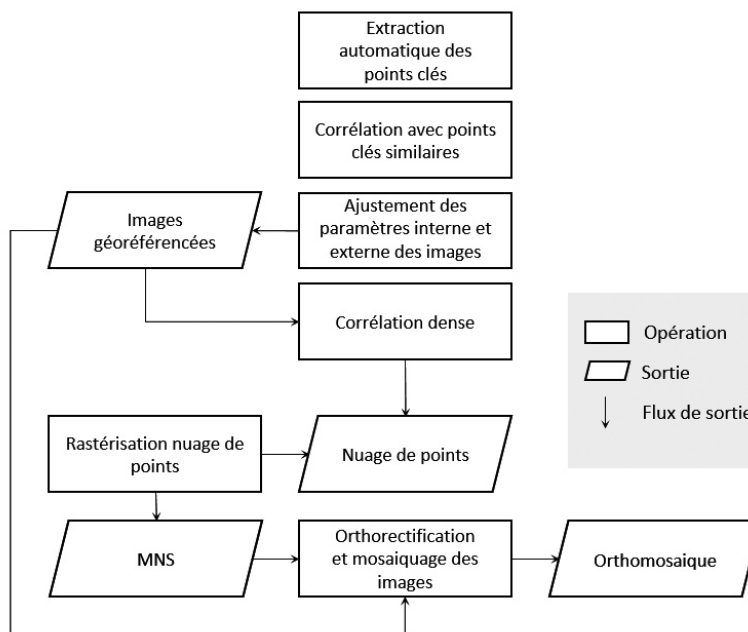 Extraction
automatique des
points clés
Corrélation avec points
clés similaires
Images
géoréférencées
Ajustement des
paramètres interne et
externe des images
Corrélation dense
Opération
Sortie
Flux de sortie
Rastérisation nuage de
points
Nuage de points
MNS
Orthorectification
et mosaiquage des
images
Orthomosaique